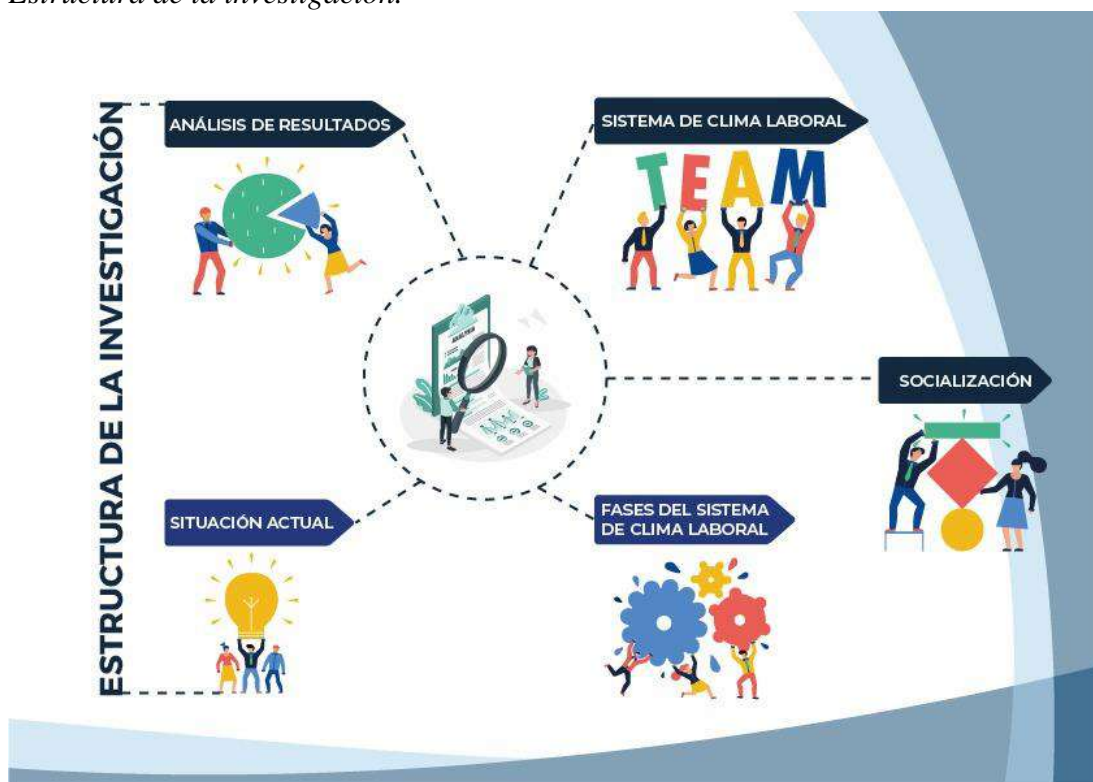 Estructura de la investigación.
ESTRUCTURA DE LA INVESTIGACIÓN
ANÁLISIS DE RESULTADOS
SISTEMA DE CLIMA LABORAL
TEAM
ANALYSIS
SOCIALIZACIÓN
SITUACIÓN ACTUAL
FASES DEL SISTEMA
DE CLIMA LABORAL